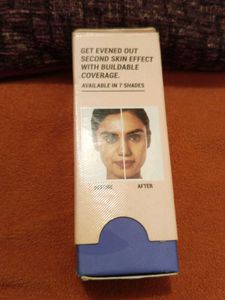 GET EVENED OUT
SECOND SKIN EFFECT
WITH BUILDABLE
COVERAGE.
AVAILABLE IN 7 SHADES
BEFORE AFTER